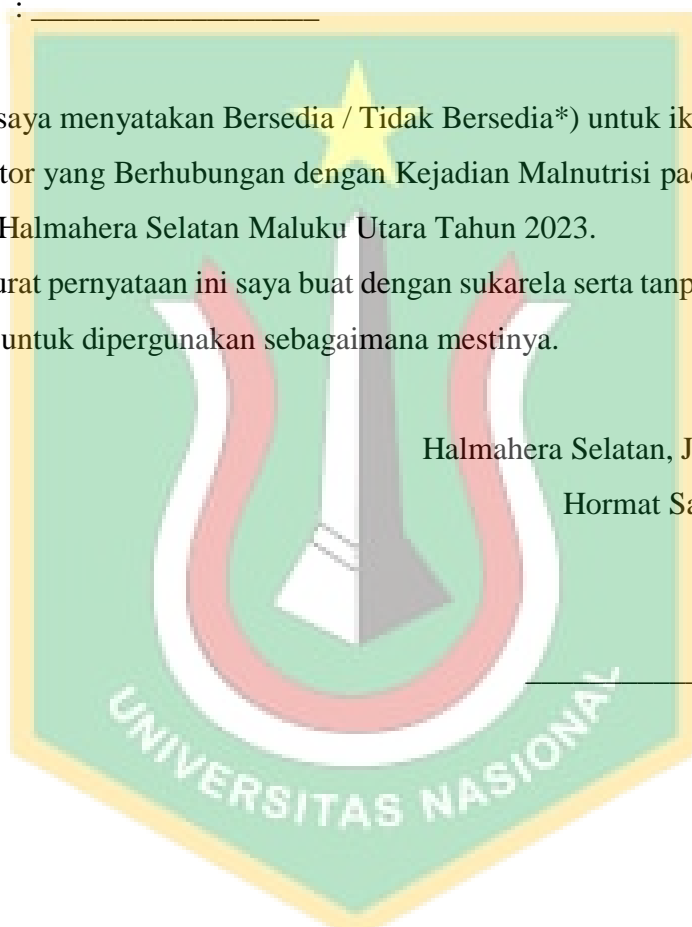 : ___________________
saya menyatakan Bersedia / Tidak Bersedia*) untuk ik
tor yang Berhubungan dengan Kejadian Malnutrisi pa
Halmahera Selatan Maluku Utara Tahun 2023.
urat pernyataan ini saya buat dengan sukarela serta tanp
untuk dipergunakan sebagaimana mestinya.
Halmahera Selatan, J
Hormat Sa
___________
UNIVERSITAS NASIONAL